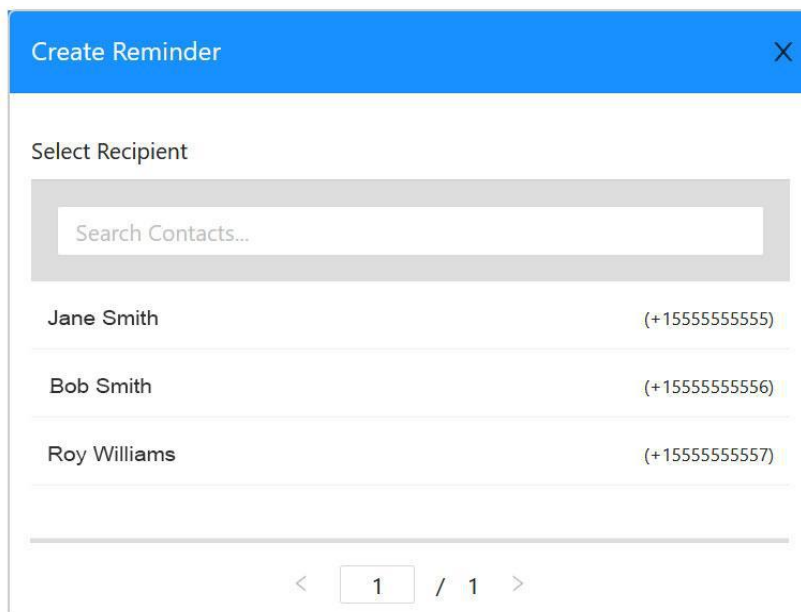 Create Reminder X
Select Recipient
Search Contacts...
Jane Smith (+15555555555)
Bob Smith (+15555555556)
Roy Williams (+15555555557)
< 1 / 1 >